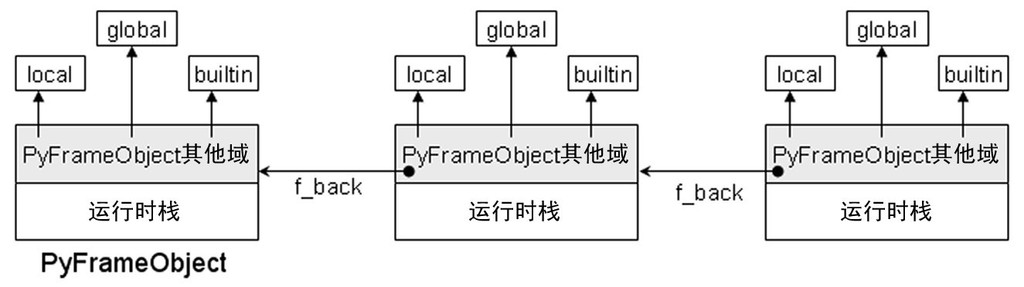 global
global
global
local
builtin
local
builtin
local
builtin
PyFrameObject其他域
PyFrameObject其他域
PyFrameObject其他域
f_back
f_back
运行时栈
运行时栈
运行时栈
PyFrameObject